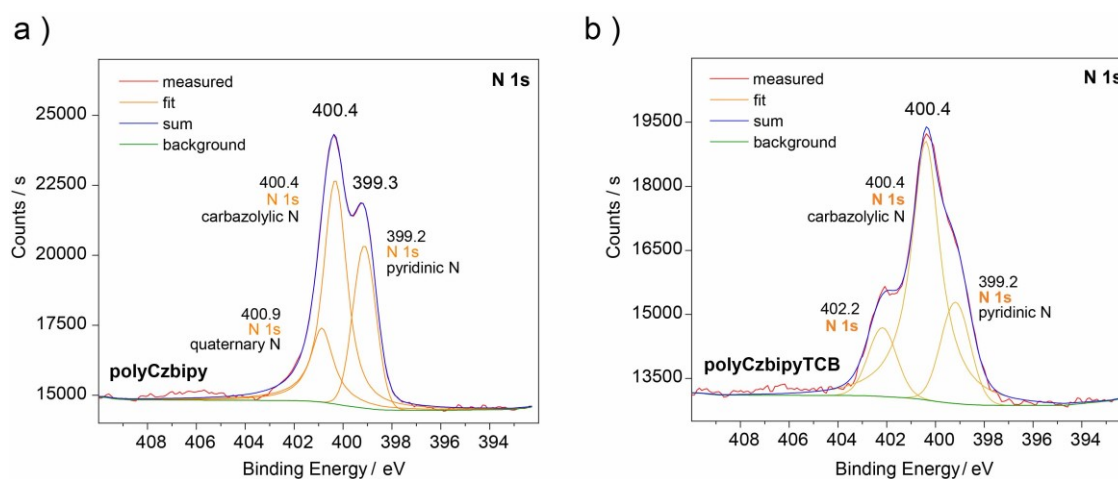 a )
N 1s
measured
fit
sum
background
400.4
399.3
400.4
N 1s
carbazolylic N
399.2
N 1s
pyridinic N
400.9
N 1s
quaternary N
polyCzbipy
25000
22500
20000
17500
15000
Counts / s
408 406 404 402 400 398 396 394
Binding Energy / eV
b )
N 1s
measured
fit
sum
background
400.4
400.4
N 1s
carbazolylic N
399.2
N 1s
pyridinic N
402.2
N 1s
polyCzbipyTCB
19500
18000
16500
15000
13500
Counts / s
408 406 404 402 400 398 396 394
Binding Energy / eV